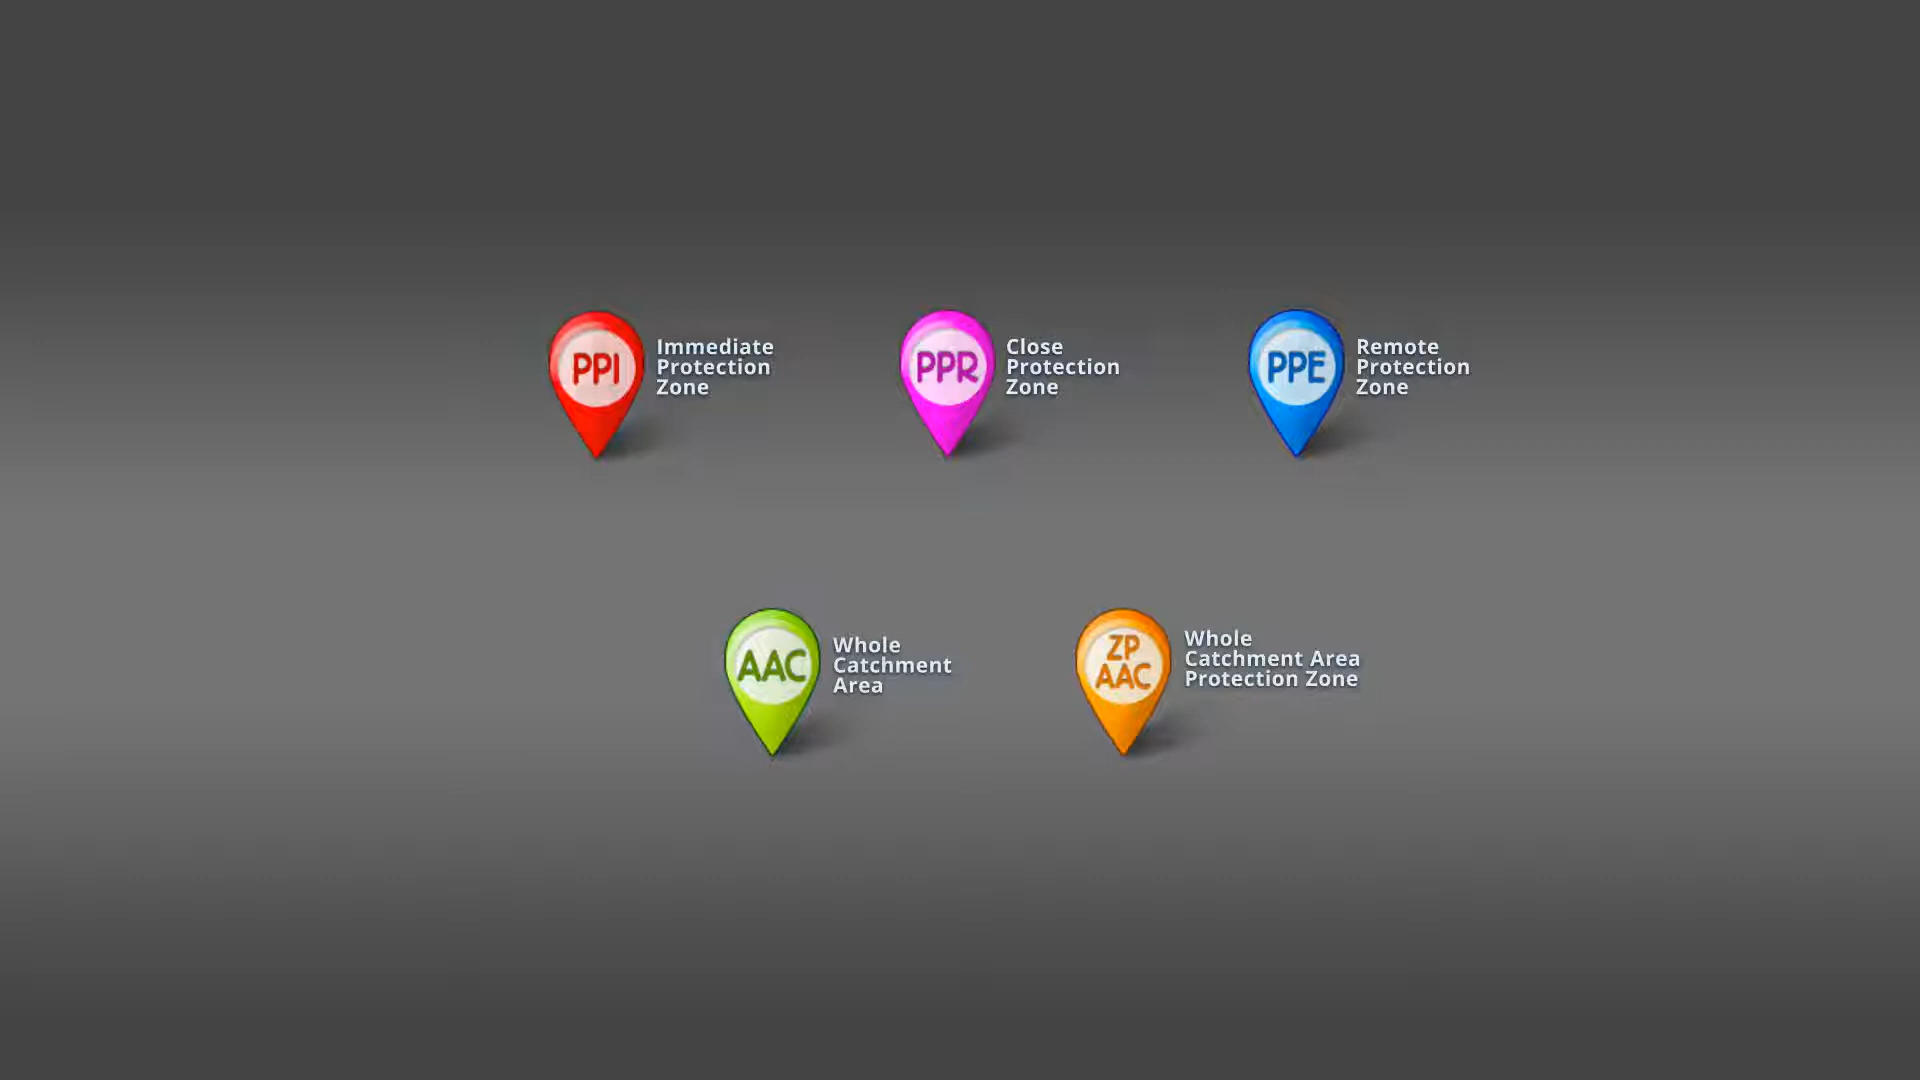 PPI
Immediate
Protection
Zone
PPR
Close
Protection
Zone
PPE
Remote
Protection
Zone
AAC
Whole
Catchment
Area
ZP
AAC
Whole
Catchment Area
Protection Zone